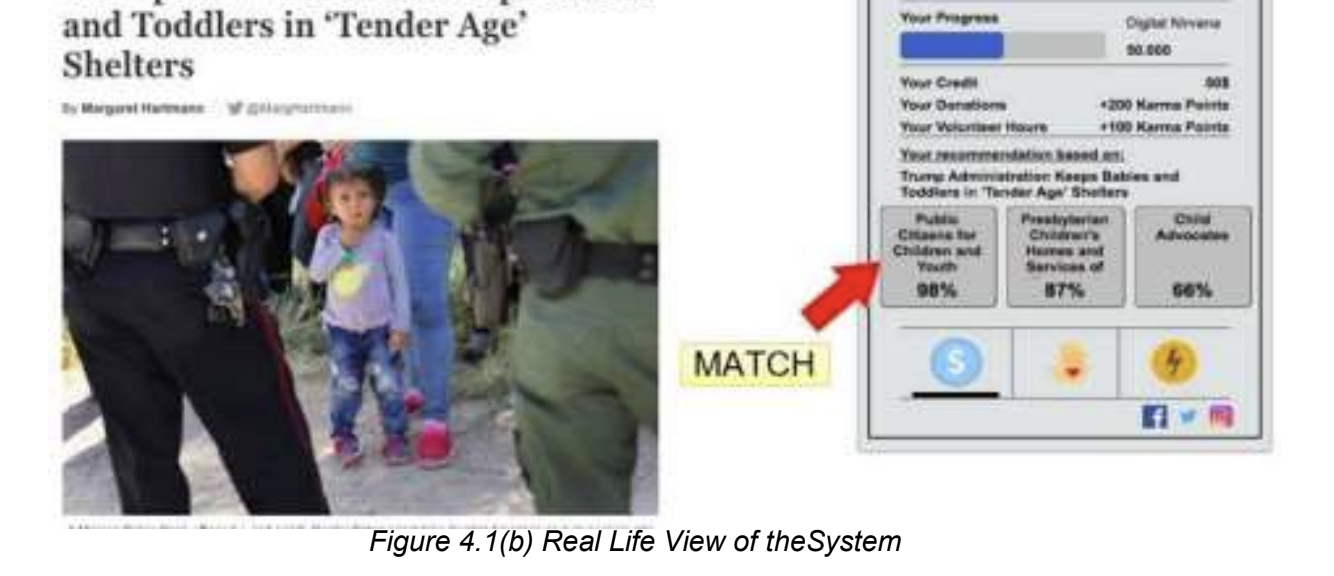 and Toddlers in ‘Tender Age’
Shelters
By Margaret Hartmann @MargHartmann
Your Progress
Digital Nirvana
50.000
Your Credit 50$
Your Donations +200 Karma Points
Your Volunteer Hours +100 Karma Points
Your recommendation based on:
Trump Administration Keeps Babies and
Toddlers in 'Tender Age' Shelters
Public
Citizens for
Children and
Youth
98%
Presbyterian
Children's
Homes and
Services of
87%
Child
Advocates
66%
MATCH
S
Figure 4.1(b) Real Life View of theSystem